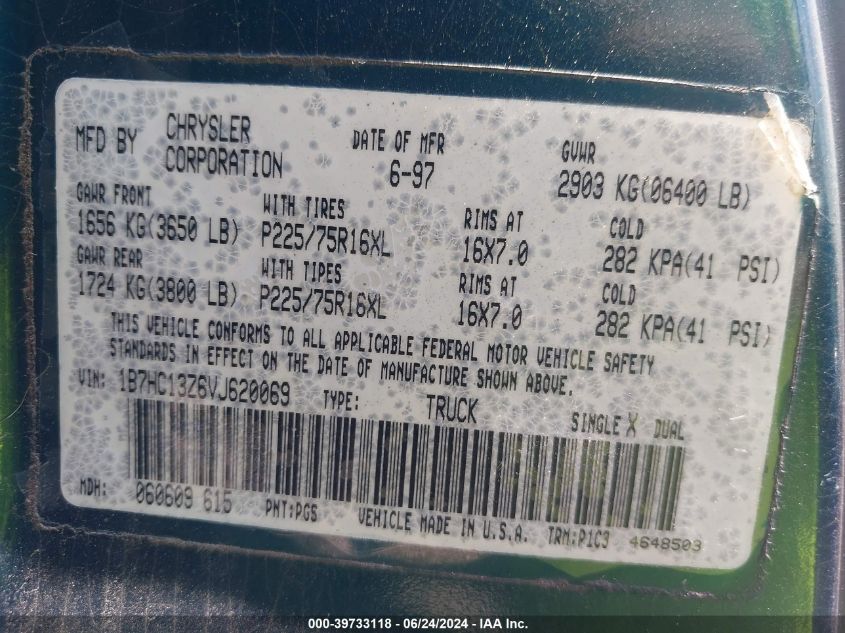 MFD BY CHRYSLER CORPORATION DATE OF MFR 6-97 GVWR 2903 KG(06400 LB)
GAWR FRONT WITH TIRES RIMS AT COLD
1656 KG(3650 LB) P225/75R16XL 16X7.0 282 KPA(41 PSI)
GAWR REAR WITH TIRES RIMS AT COLD
1724 KG(3800 LB) P225/75R16XL 16X7.0 282 KPA(41 PSI)
THIS VEHICLE CONFORMS TO ALL APPLICABLE FEDERAL MOTOR VEHICLE SAFETY
STANDARDS IN EFFECT ON THE DATE OF MANUFACTURE SHOWN ABOVE.
VIN: 1B7HC13Z6VJ620069 TYPE: TRUCK SINGLE X DUAL
MDH: 060609 615 PNT:PGS VEHICLE MADE IN U.S.A. TRM:P1C3 4648503
000-39733118 - 06/24/2024 - IAA Inc.